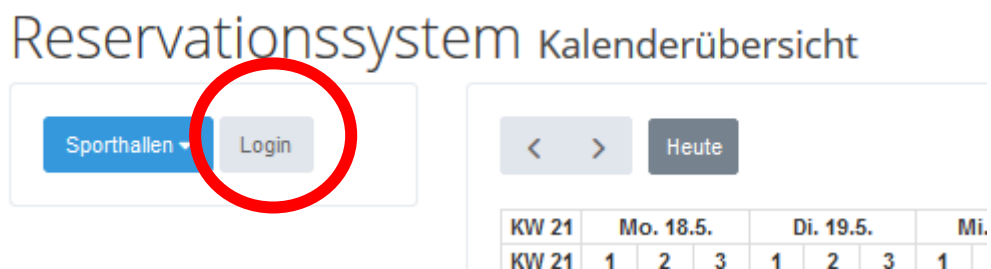 Reservationssystem Kalenderübersicht
Sporthallen Login
< > Heute
KW 21 Mo. 18.5. Di. 19.5. Mi.
KW 21 1 2 3 1 2 3 1